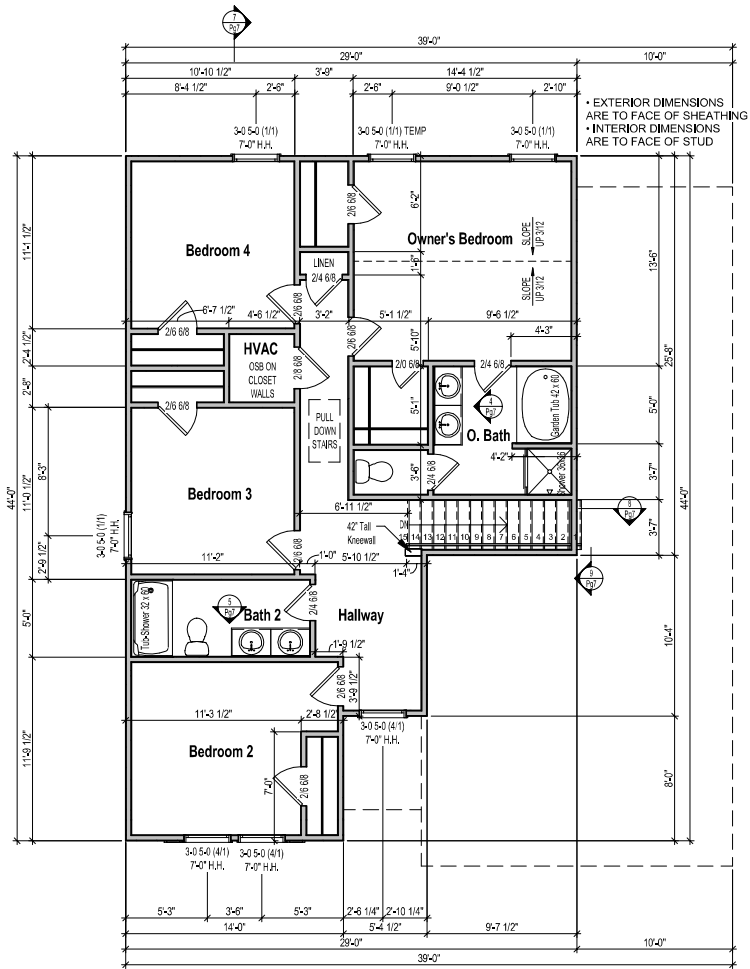 7
Pg7
39'-0"
29'-0"
10'-0"
10'-10 1/2"
3'-9"
14'-4 1/2"
8'-4 1/2"
2'-6"
2'-6"
9'-0 1/2"
2'-10"
• EXTERIOR DIMENSIONS
ARE TO FACE OF SHEATHING
• INTERIOR DIMENSIONS
ARE TO FACE OF STUD
3-0 5-0 (1/1)
7'-0" H.H.
3-0 5-0 (1/1) TEMP
7'-0" H.H.
3-0 5-0 (1/1)
7'-0" H.H.
44'-0"
11'-1 1/2"
2'-4 1/2"
2'-8"
11'-0 1/2"
8'-3"
2'-9 1/2"
5'-0"
11'-9 1/2"
Bedroom 4
2/6 6/8
LINEN
2/4 6/8
2/6 6/8
6'-2"
1'-6"
Owner's Bedroom
SLOPE
UP 3/12
SLOPE
UP 3/12
13'-6"
25'-8"
44'-0"
6'-7 1/2"
4'-6 1/2"
3'-2"
5'-1 1/2"
9'-6 1/2"
2/6 6/8
2/6 6/8
5'-10"
4'-3"
HVAC
OSB ON
CLOSET
WALLS
2/8 6/8
2/0 6/8
2/4 6/8
2/6 6/8
PULL
DOWN
STAIRS
5'-1"
4
Pg7
O. Bath
Garden Tub 42 x 60
5'-0"
4'-2"
3'-6"
2/4 6/8
Shower 36x36
3'-7"
Bedroom 3
6'-11 1/2"
42" Tall
Kneewall
DN
15 14 13 12 11 10 9 8 7 6 5 4 3 2 1
8
Pg7
3'-7"
3-0 5-0 (1/1)
7'-0" H.H.
11'-2"
2/6 6/8
1'-0"
5'-10 1/2"
1'-4"
9
Pg7
Tub-Shower 32 x 60
5
Pg7
Bath 2
2/4 6/8
Hallway
1'-9 1/2"
10'-4"
2/6 6/8
3'-9 1/2"
11'-3 1/2"
2'-8 1/2"
3-0 5-0 (4/1)
7'-0" H.H.
Bedroom 2
7'-0"
2/6 6/8
8'-0"
3-0 5-0 (4/1)
7'-0" H.H.
3-0 5-0 (4/1)
7'-0" H.H.
5'-3"
3'-6"
5'-3"
2'-6 1/4"
2'-10 1/4"
14'-0"
5'-4 1/2"
9'-7 1/2"
29'-0"
10'-0"
39'-0"